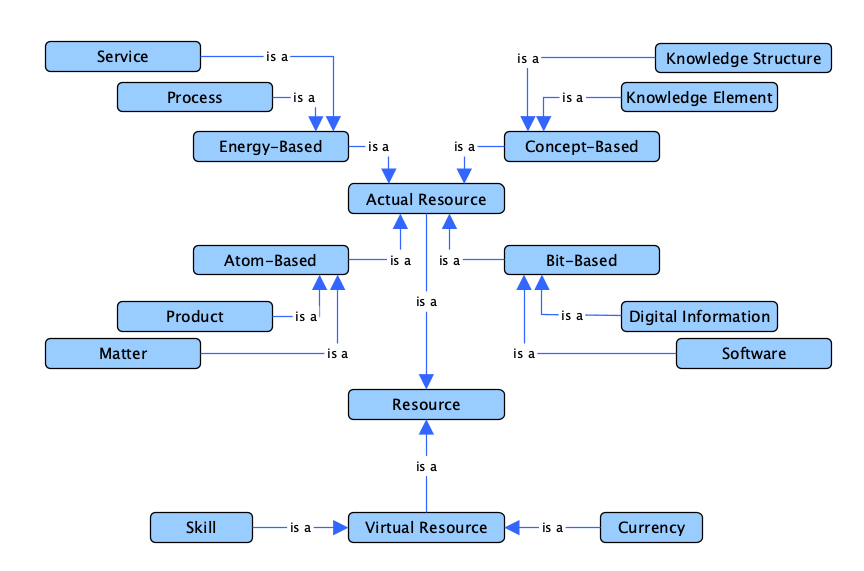 Service
is a
Knowledge Structure
is a
Process
is a
Knowledge Element
is a
Energy-Based
is a
Concept-Based
is a
Actual Resource
Atom-Based
is a
Bit-Based
is a
is a
Product
is a
Digital Information
is a
Matter
is a
Software
is a
Resource
is a
Skill
is a
Virtual Resource
is a
Currency